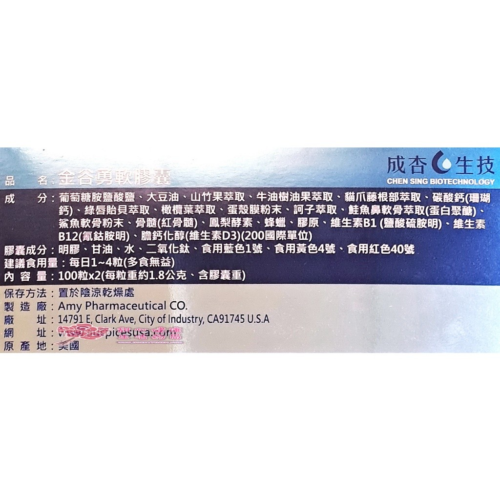 成杏生技
CHEN SING BIOTECHNOLOGY
品名 金谷勇軟膠囊
成分:葡萄糖胺鹽酸鹽、大豆油、山竹果萃取、牛油樹油果萃取、貓爪藤根部萃取、碳酸鈣(珊瑚
鈣)、綠唇貽貝萃取、橄欖葉萃取、蛋殼膜粉末、訶子萃取、鮭魚鼻軟骨萃取(蛋白聚醣)、
鯊魚軟骨粉末、骨髓(紅骨髓)、鳳梨酵素、蜂蠟、膠原、維生素B1 (鹽酸硫胺明)、維生素
B12(氰鈷胺明)、膽鈣化醇(維生素D3)(200國際單位)
膠囊成分:明膠、甘油、水、二氧化鈦、食用藍色1號、食用黃色4號、食用紅色40號
建議食用量:每日1~4粒(多食無益)
內容量:100粒x2(每粒重約1.8公克、含膠囊重)
保存方法:置於陰涼乾燥處
製造廠:Amy Pharmaceutical CO.
廠址:14791 E, Clark Ave, City of Industry, CA91745 U.S.A
網址:
原產地:美國